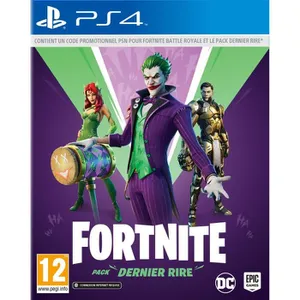 PS4
CONTIENT UN CODE PROMOTIONNEL PSN POUR FORTNITE BATTLE ROYALE ET LE PACK DERNIER RIRE*
FORTNITE
PACK DERNIER RIRE
12
www.pegi.info
DC
EPIC
GAMES